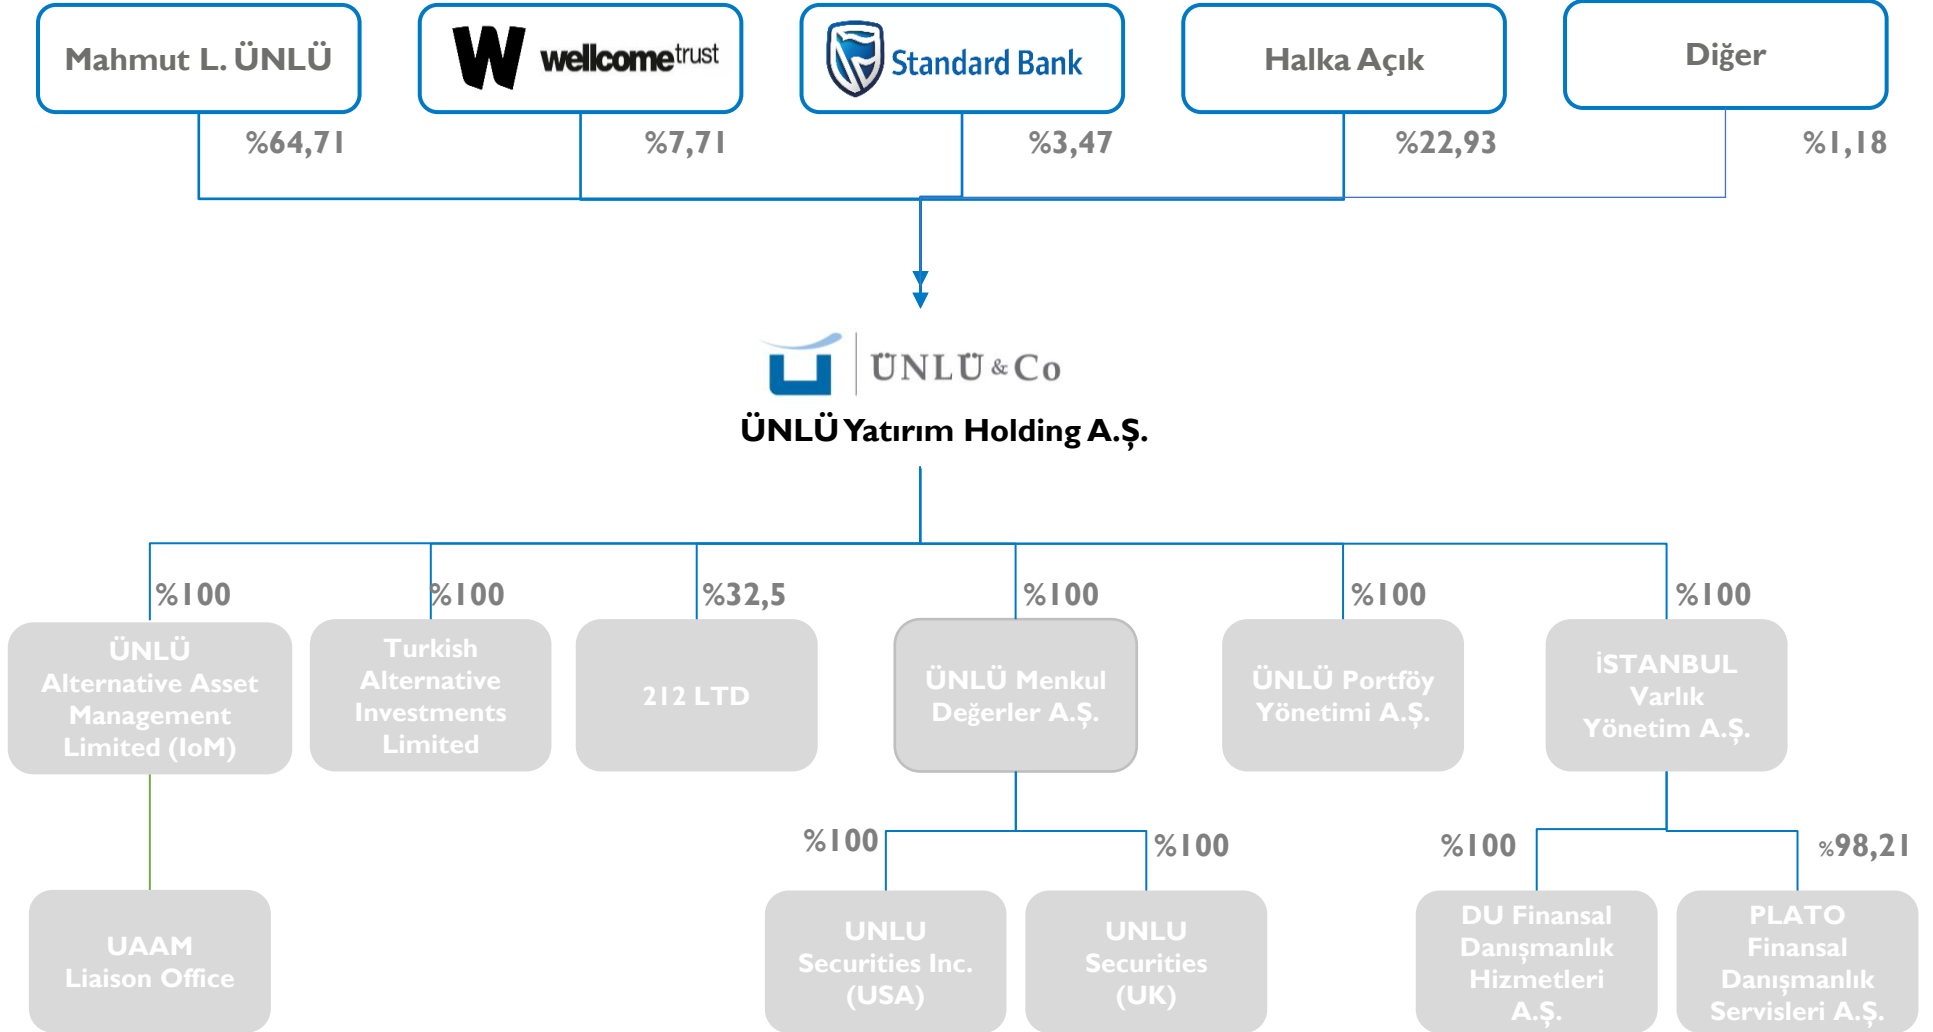 Mahmut L. ÜNLÜ
W wellcometrust
Standard Bank
Halka Açık
Diğer
%64,71
%7,71
%3,47
%22,93
%1,18
ÜNLÜ & Co
ÜNLÜ Yatırım Holding A.Ş.
%100
%100
%32,5
%100
%100
%100
ÜNLÜ
Alternative Asset
Management
Limited (IoM)
Turkish
Alternative
Investments
Limited
212 LTD
ÜNLÜ Menkul
Değerler A.Ş.
ÜNLÜ Portföy
Yönetimi A.Ş.
İSTANBUL
Varlık
Yönetim A.Ş.
%100
%100
%100
%98,21
UAAM
Liaison Office
UNLU
Securities Inc.
(USA)
UNLU
Securities
(UK)
DU Finansal
Danışmanlık
Hizmetleri
A.Ş.
PLATO
Finansal
Danışmanlık
Servisleri A.Ş.